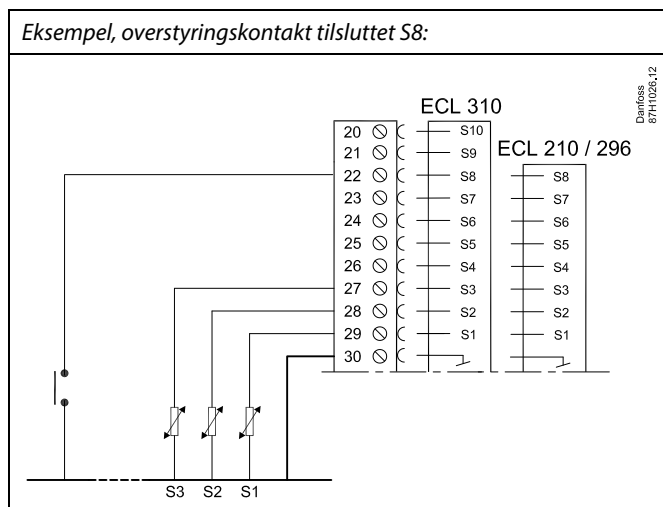 Eksempel, overstyringskontakt tilsluttet S8:
Danfoss
87H1026.12
ECL 310
ECL 210 / 296
20 S10
21 S9
22 S8 S8
23 S7 S7
24 S6 S6
25 S5 S5
26 S4 S4
27 S3 S3
28 S2 S2
29 S1 S1
30
S3 S2 S1